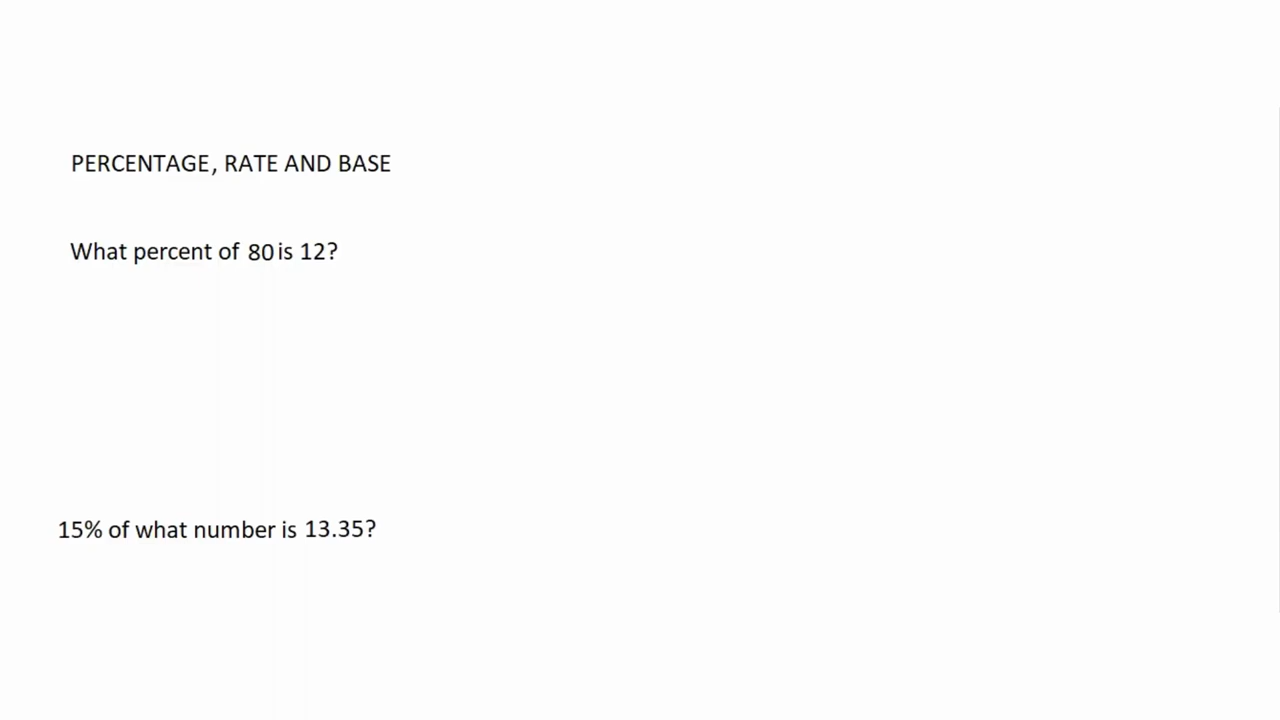 PERCENTAGE, RATE AND BASE
What percent of 80 is 12?
15% of what number is 13.35?